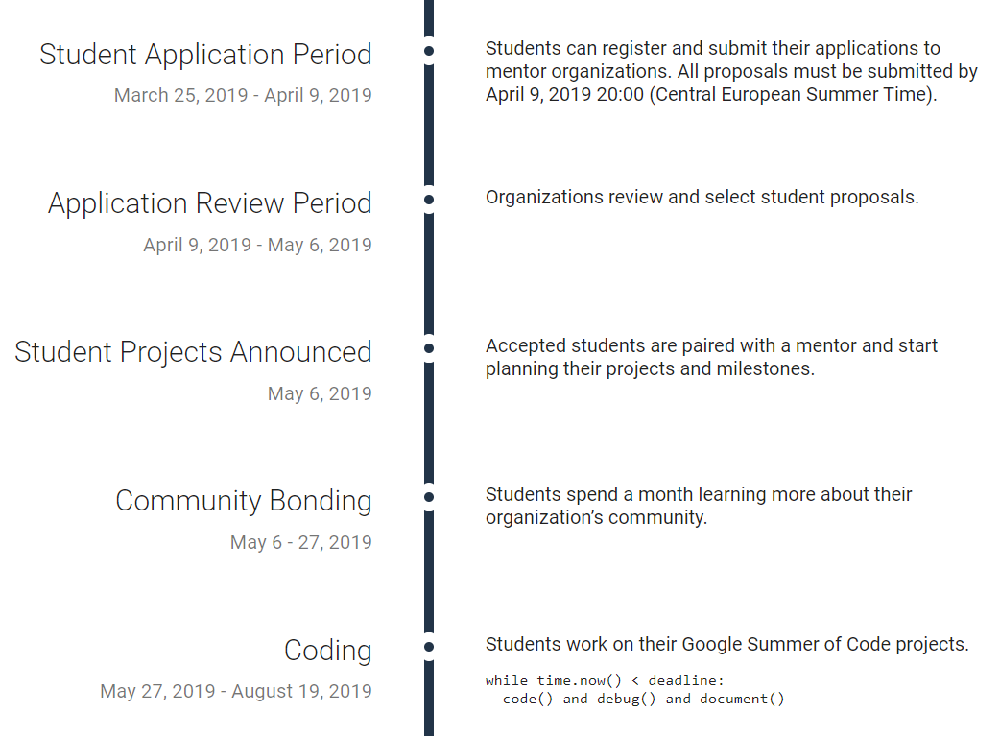 Student Application Period
March 25, 2019 - April 9, 2019
Students can register and submit their applications to
mentor organizations. All proposals must be submitted by
April 9, 2019 20:00 (Central European Summer Time).
Application Review Period
April 9, 2019 - May 6, 2019
Organizations review and select student proposals.
Student Projects Announced
May 6, 2019
Accepted students are paired with a mentor and start
planning their projects and milestones.
Community Bonding
May 6 - 27, 2019
Students spend a month learning more about their
organization’s community.
Coding
May 27, 2019 - August 19, 2019
Students work on their Google Summer of Code projects.
while time.now() < deadline:
  code() and debug() and document()